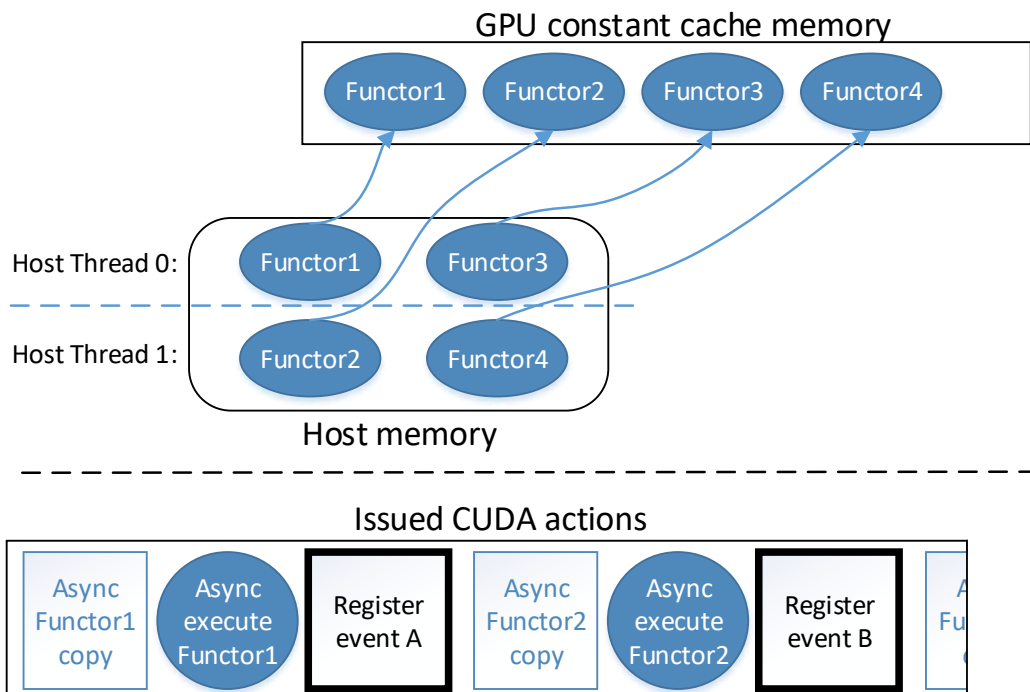 GPU constant cache memory
Functor1
Functor2
Functor3
Functor4
Host Thread 0:
Functor1
Functor3
Host Thread 1:
Functor2
Functor4
Host memory
Issued CUDA actions
Async
Functor1
copy
Async
execute
Functor1
Register
event A
Async
Functor2
copy
Async
execute
Functor2
Register
event B